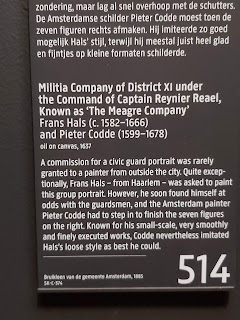 zondering, maar lag al snel overhoop met de schutters.
De Amsterdamse schilder Pieter Codde moest toen de
zeven figuren rechts afmaken. Hij imiteerde zo goed
mogelijk Hals' stijl, terwijl hij meestal juist heel glad
en fijntjes op kleine formaten schilderde.
Militia Company of District XI under
the Command of Captain Reynier Reael,
Known as ‘The Meagre Company’
Frans Hals (c. 1582–1666)
and Pieter Codde (1599–1678)
oil on canvas, 1637
A commission for a civic guard portrait was rarely
granted to a painter from outside the city. Quite excep-
tionally, Frans Hals – from Haarlem – was asked to paint
this group portrait. However, he soon found himself at
odds with the guardsmen, and the Amsterdam painter
Pieter Codde had to step in to finish the seven figures
on the right. Known for his small-scale, very smoothly
and finely executed works, Codde nevertheless imitated
Hals's loose style as best he could.
Bruikleen van de gemeente Amsterdam, 1885
SK-C-374
514